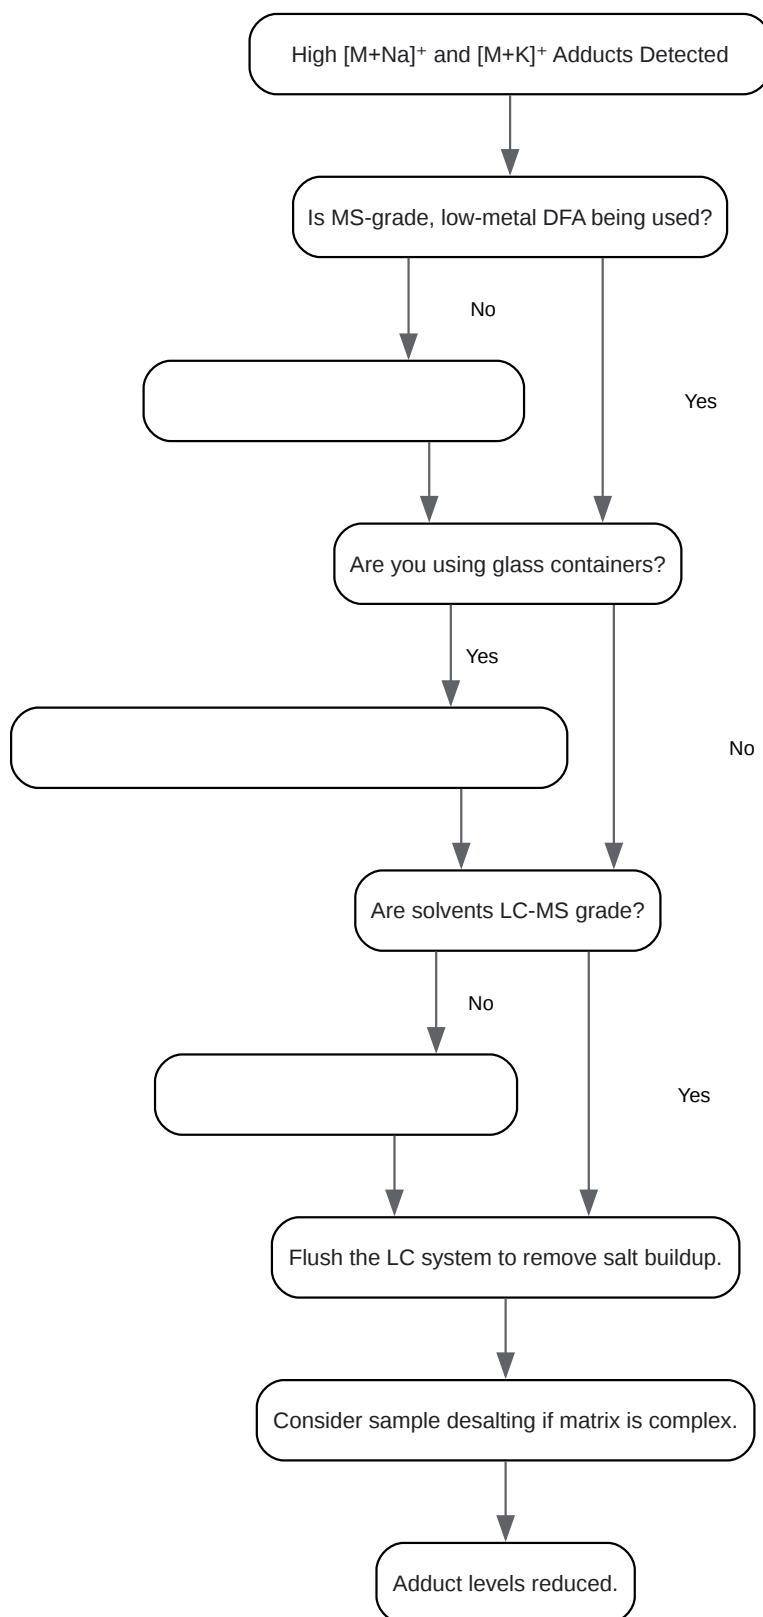 High [M+Na]⁺ and [M+K]⁺ Adducts Detected
Is MS-grade, low-metal DFA being used?
No
Yes
Are you using glass containers?
Yes
No
Are solvents LC-MS grade?
No
Yes
Flush the LC system to remove salt buildup.
Consider sample desalting if matrix is complex.
Adduct levels reduced.